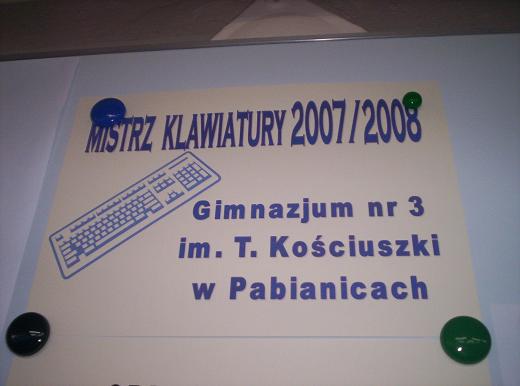 MISTRZ KLAWIATURY 2007/2008
Gimnazjum nr 3
im. T. Kościuszki
w Pabianicach